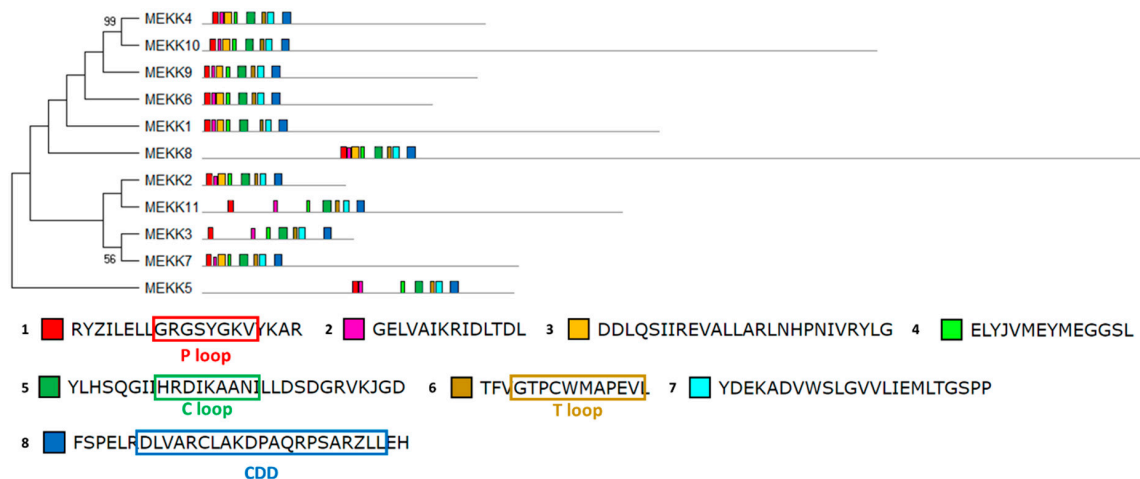 99 MEKK4
MEKK10
MEKK9
MEKK6
MEKK1
MEKK8
MEKK2
MEKK11
MEKK3
56 MEKK7
MEKK5
1 RYZILELLGRGSYGKVYKAR 2 GELVAIKRIDLTDL 3 DDLQSIIREVALLARLNHPNIVRYLG 4 ELYJVMEYMEGGSL
P loop
5 YLHSQGIIHRDIKAANILLDSDGRVKJGD 6 TFVGTPCWMAPEVL 7 YDEKADVWSLGVVLIEMLTGSPP
C loop T loop
8 FSPELRDLVARCLAKDPAQRPSARZLLEH
CDD